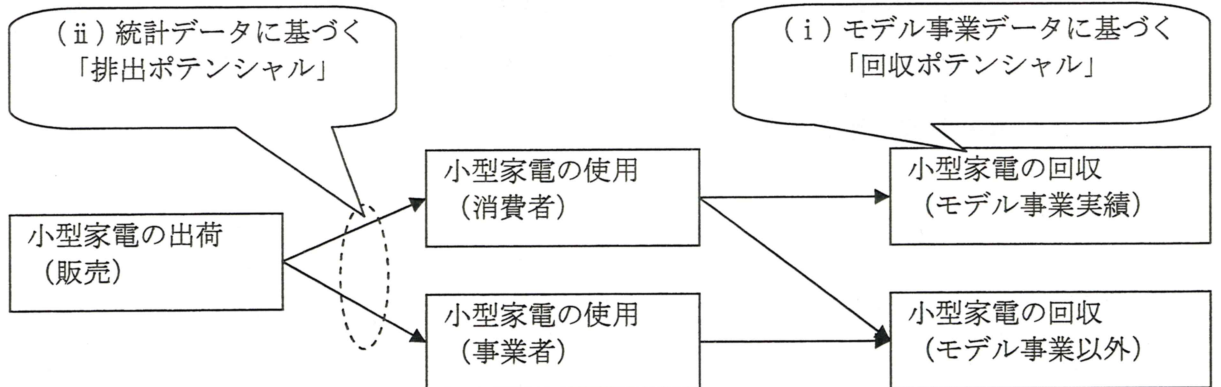 (ⅱ)統計データに基づく
「排出ポテンシャル」
(ⅰ)モデル事業データに基づく
「回収ポテンシャル」
小型家電の出荷
(販売)
小型家電の使用
(消費者)
小型家電の使用
(事業者)
小型家電の回収
(モデル事業実績)
小型家電の回収
(モデル事業以外)